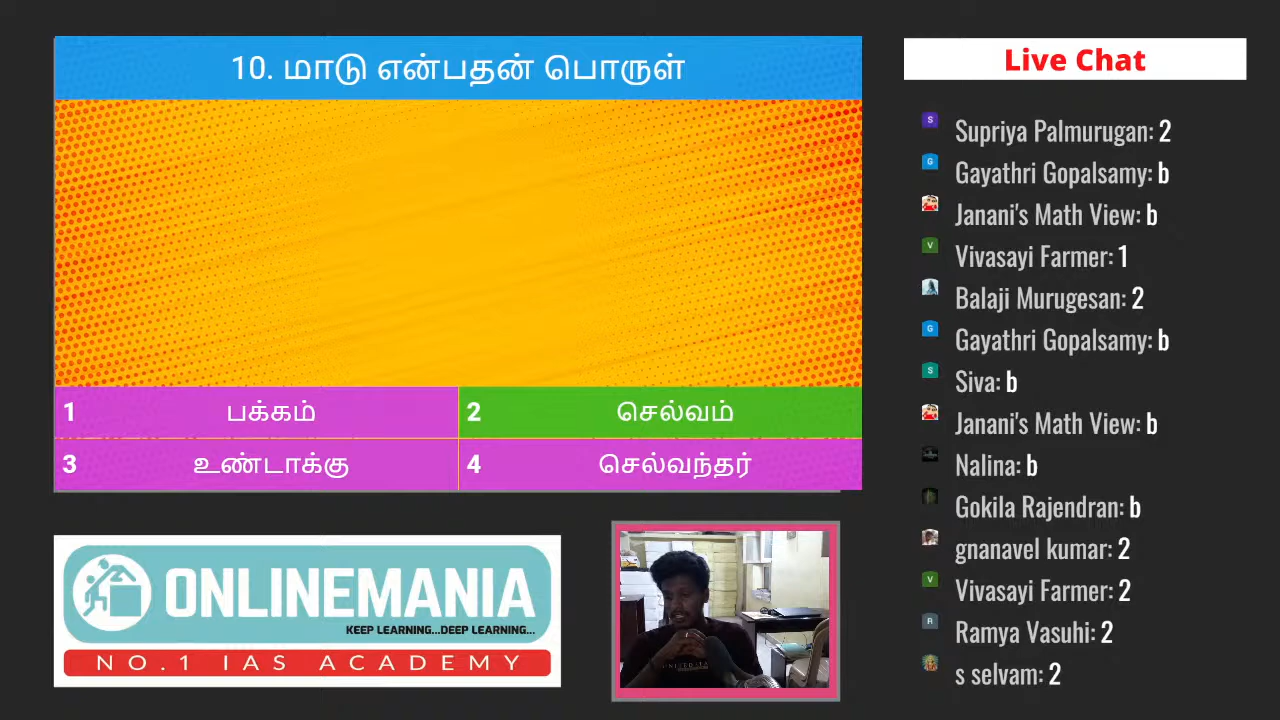 10. மாடு என்பதன் பொருள்
1 பக்கம்
2 செல்வம்
3 உண்டாக்கு
4 செல்வந்தர்
ONLINEMANIA
KEEP LEARNING...DEEP LEARNING...
NO.1 IAS ACADEMY
Live Chat
S Supriya Palmurugan: 2
G Gayathri Gopalsamy: b
Janani's Math View: b
V Vivasayi Farmer: 1
Balaji Murugesan: 2
G Gayathri Gopalsamy: b
S Siva: b
Janani's Math View: b
Nalina: b
Gokila Rajendran: b
gnanavel kumar: 2
V Vivasayi Farmer: 2
R Ramya Vasuhi: 2
s selvam: 2